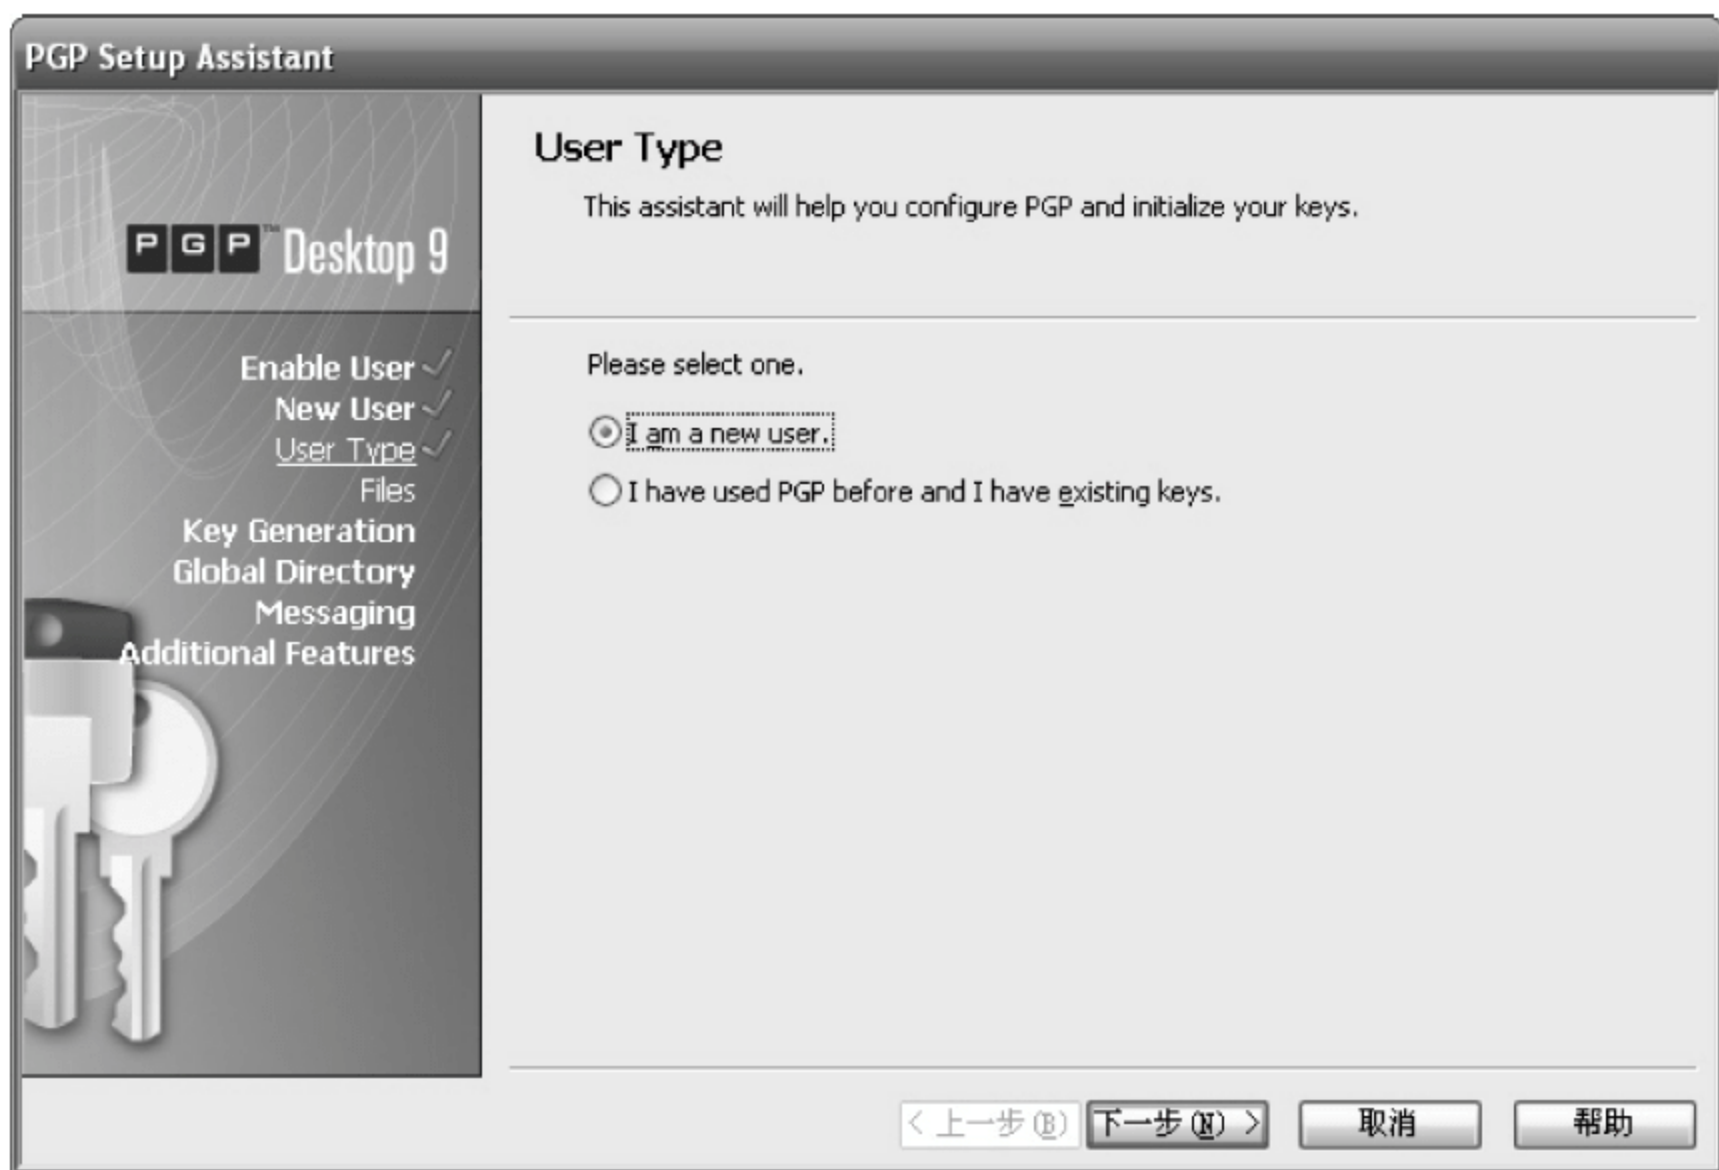 PGP Setup Assistant
PGP™ Desktop 9
Enable User
New User
User Type
Files
Key Generation
Global Directory
Messaging
Additional Features
User Type
This assistant will help you configure PGP and initialize your keys.
Please select one.
I am a new user.
I have used PGP before and I have existing keys.
< 上一步(B) 下一步(N) > 取消 帮助